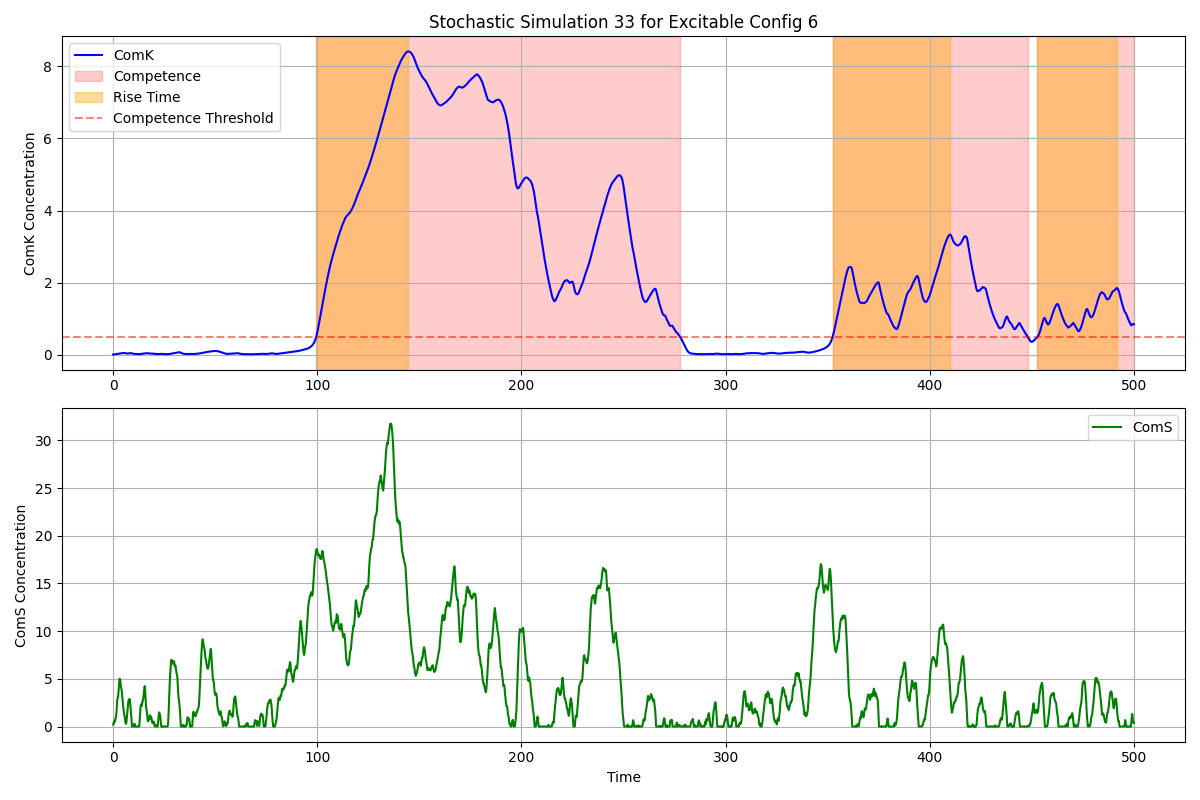 Stochastic Simulation 33 for Excitable Config 6
ComK Concentration
8
6
4
2
0
ComK
Competence
Rise Time
Competence Threshold
0 100 200 300 400 500
ComS Concentration
30
25
20
15
10
5
0
ComS
0 100 200 300 400 500
Time